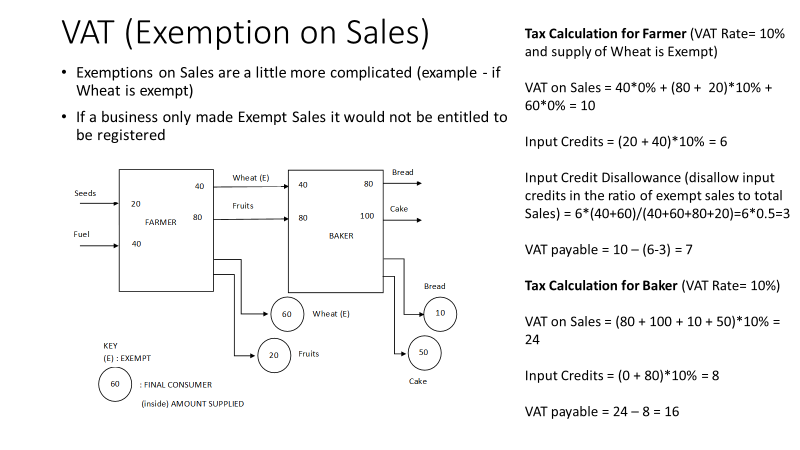 VAT (Exemption on Sales)
• Exemptions on Sales are a little more complicated (example - if
Wheat is exempt)
• If a business only made Exempt Sales it would not be entitled to
be registered
Seeds
Fuel
20
40
FARMER
40
80
Wheat (E)
Fruits
40
80
BAKER
80
100
Bread
Cake
60
Wheat (E)
20
Fruits
Bread
10
50
Cake
KEY
(E) : EXEMPT
60
: FINAL CONSUMER
(inside) AMOUNT SUPPLIED
Tax Calculation for Farmer (VAT Rate= 10%
and supply of Wheat is Exempt)
VAT on Sales = 40*0% + (80 + 20)*10% +
60*0% = 10
Input Credits = (20 + 40)*10% = 6
Input Credit Disallowance (disallow input
credits in the ratio of exempt sales to total
Sales) = 6*(40+60)/(40+60+80+20)=6*0.5=3
VAT payable = 10 – (6-3) = 7
Tax Calculation for Baker (VAT Rate= 10%)
VAT on Sales = (80 + 100 + 10 + 50)*10% =
24
Input Credits = (0 + 80)*10% = 8
VAT payable = 24 – 8 = 16